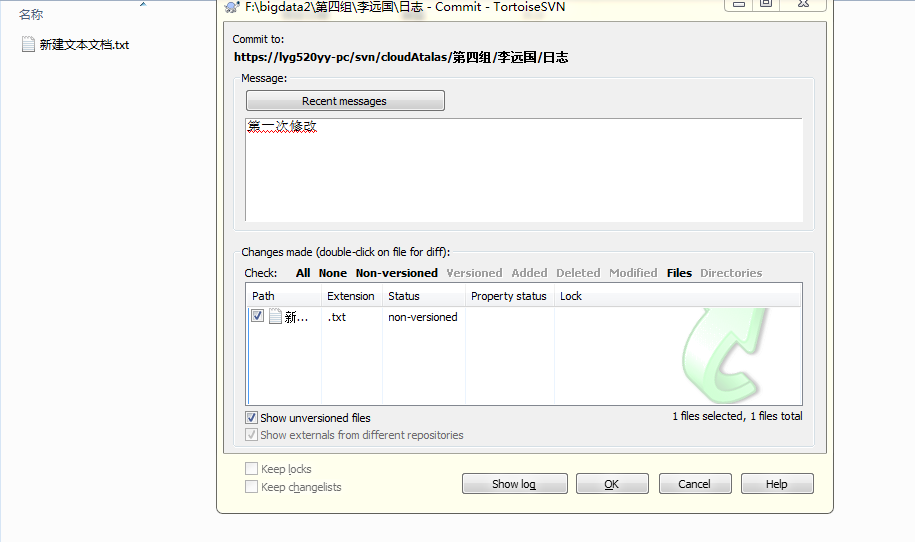 名称
新建文本文档.txt
F:\bigdata2\第四组\李远国\日志 - Commit - TortoiseSVN
Commit to:
https://lyg520yy-pc/svn/cloudAtalas/第四组/李远国/日志
Message:
Recent messages
第一次修改
Changes made (double-click on file for diff):
Check: All None Non-versioned Versioned Added Deleted Modified Files Directories
Path Extension Status Property status Lock
新... .txt non-versioned
Show unversioned files
1 files selected, 1 files total
Show externals from different repositories
Keep locks
Keep changelists
Show log OK Cancel Help